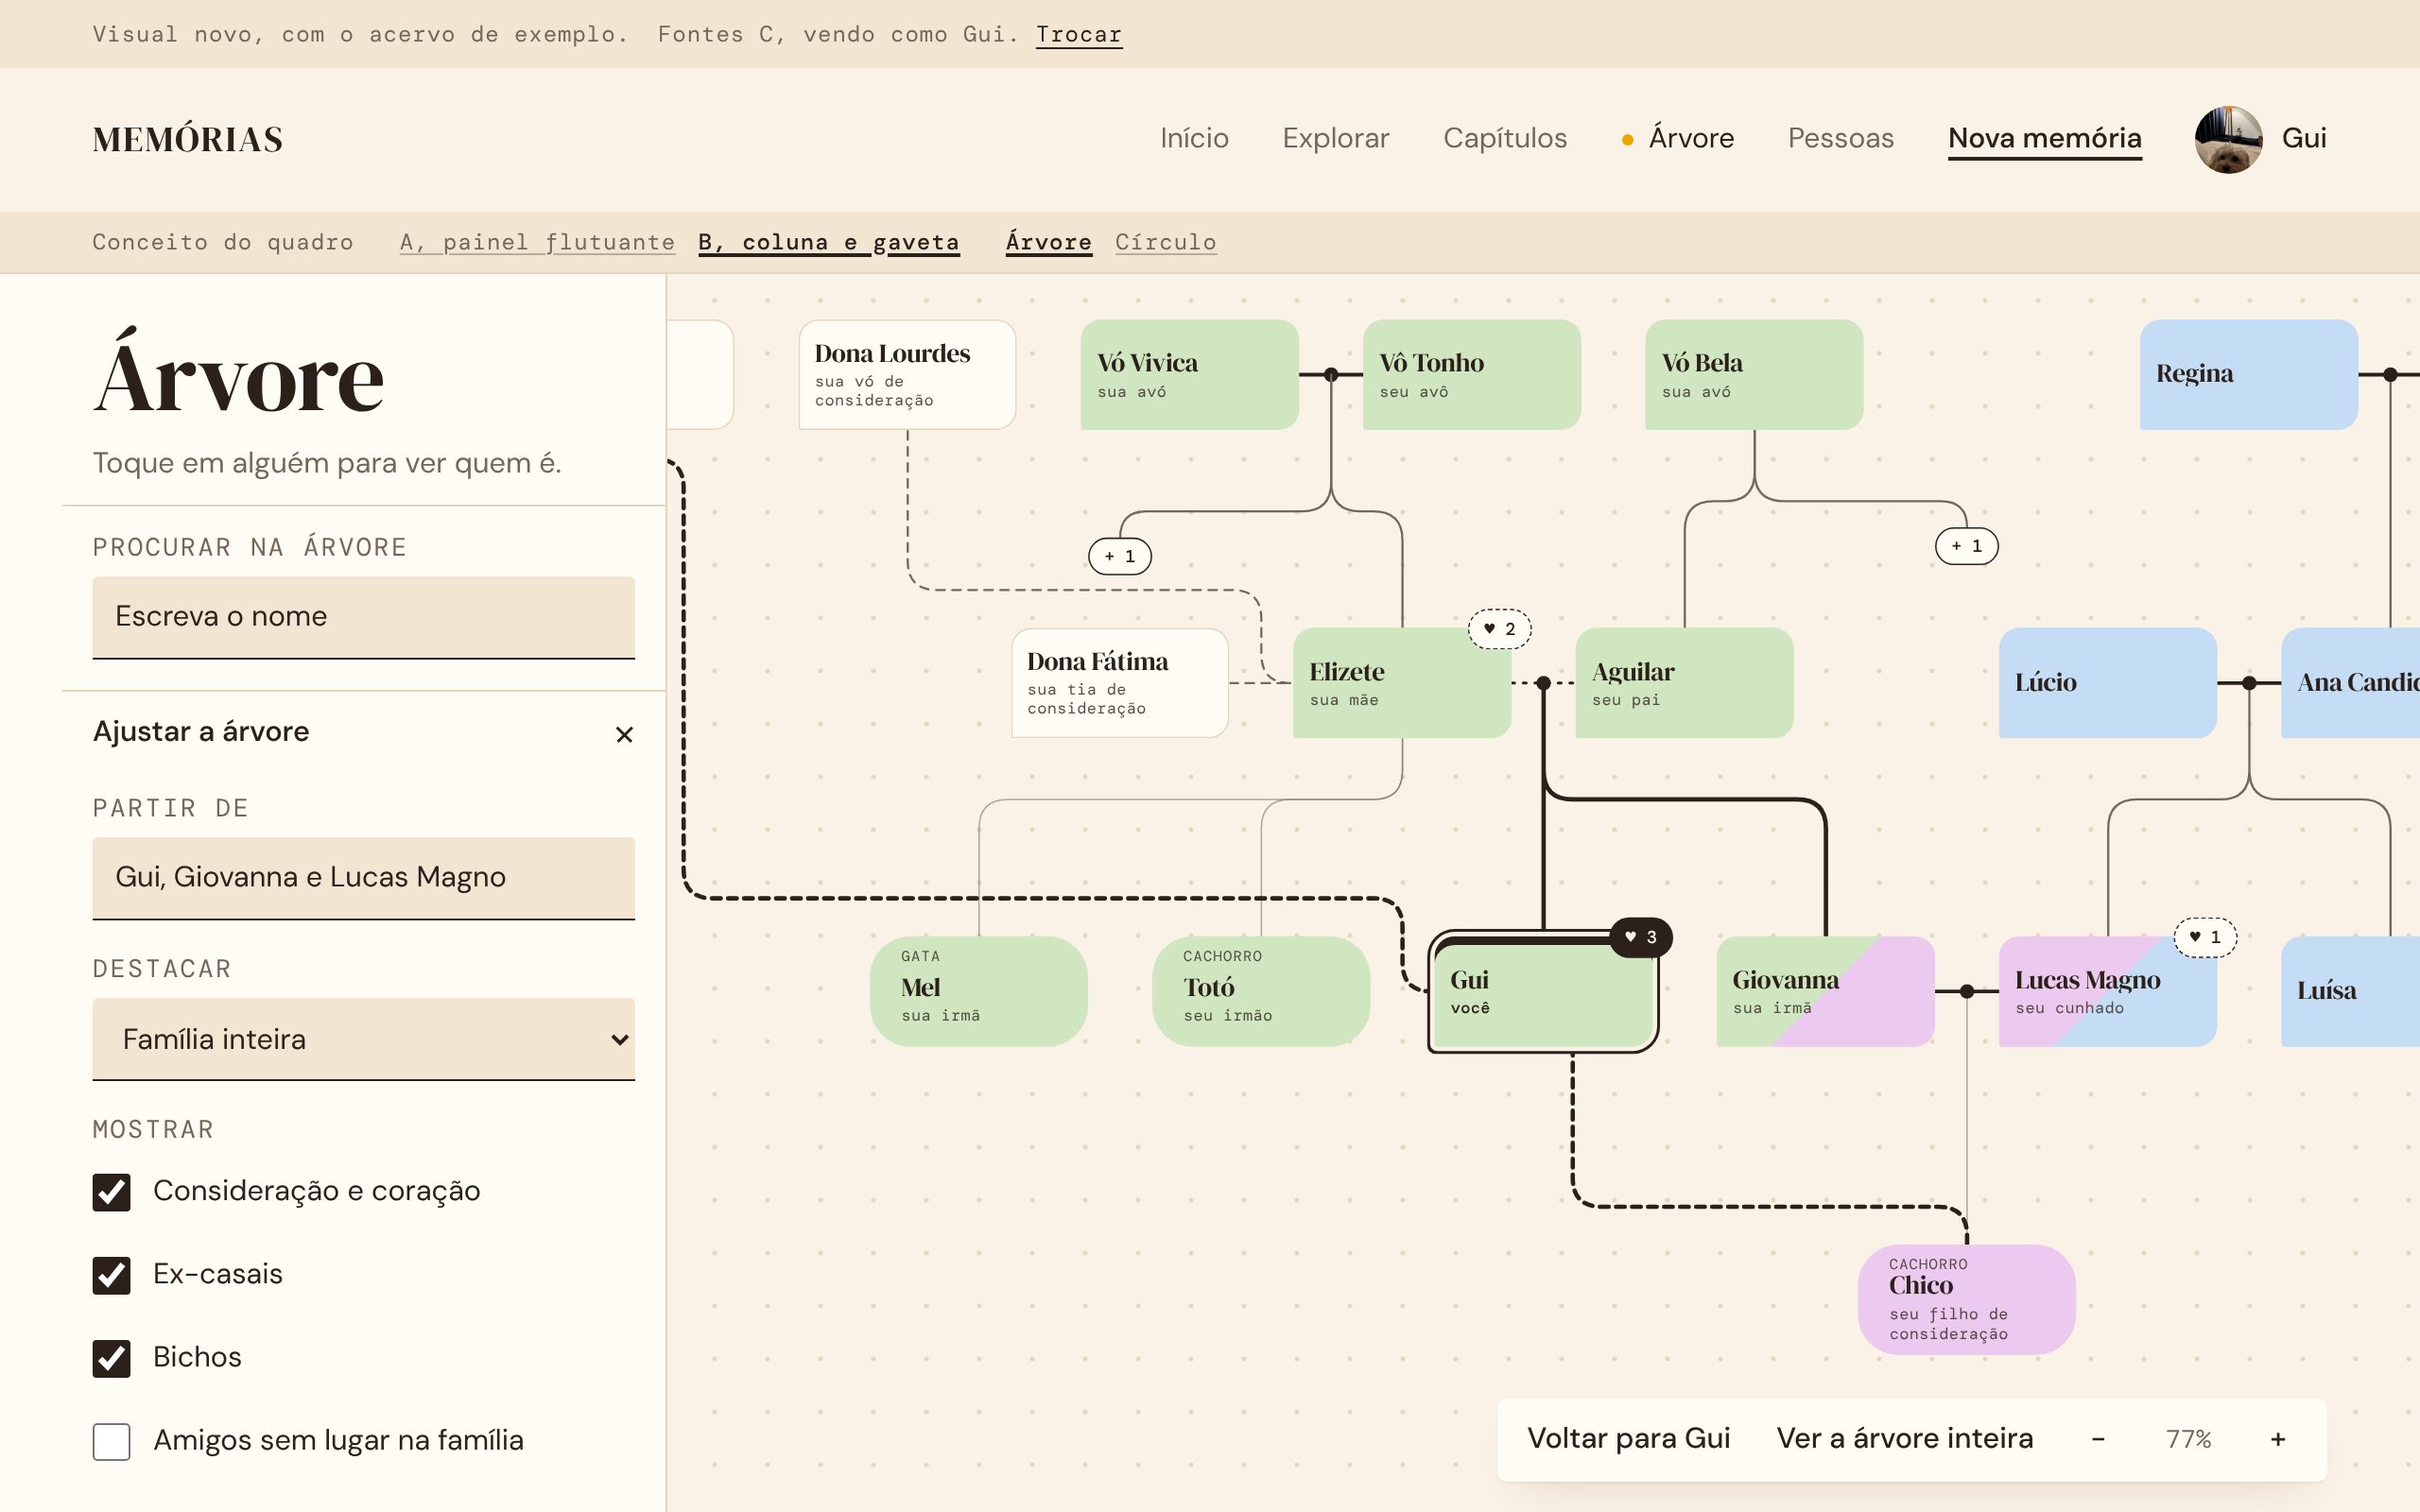 Visual novo, com o acervo de exemplo. Fontes C, vendo como Gui. Trocar
MEMÓRIAS
Início Explorar Capítulos Árvore Pessoas Nova memória Gui
Conceito do quadro A, painel flutuante B, coluna e gaveta Árvore Círculo
Árvore
Toque em alguém para ver quem é.
PROCURAR NA ÁRVORE
Escreva o nome
Ajustar a árvore ×
PARTIR DE
Gui, Giovanna e Lucas Magno
DESTACAR
Família inteira
MOSTRAR
Consideração e coração
Ex-casais
Bichos
Amigos sem lugar na família
Dona Lourdes
sua vó de
consideração
Vó Vivica
sua avó
Vô Tonho
seu avô
Vó Bela
sua avó
Regina
+ 1
+ 1
Dona Fátima
sua tia de
consideração
Elizete
sua mãe
♥ 2
Aguilar
seu pai
Lúcio
Ana Candic
GATA
Mel
sua irmã
CACHORRO
Totó
seu irmão
Gui
você
♥ 3
Giovanna
sua irmã
Lucas Magno
seu cunhado
♥ 1
Luísa
CACHORRO
Chico
seu filho de
consideração
Voltar para Gui Ver a árvore inteira − 77% +